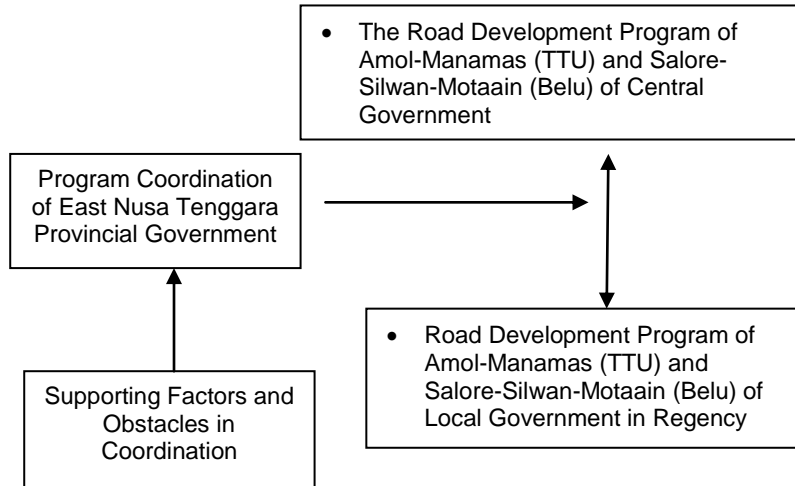 • The Road Development Program of
Amol-Manamas (TTU) and Salore-
Silwan-Motaain (Belu) of Central
Government
Program Coordination
of East Nusa Tenggara
Provincial Government
• Road Development Program of
Amol-Manamas (TTU) and
Salore-Silwan-Motaain (Belu) of
Local Government in Regency
Supporting Factors and
Obstacles in
Coordination